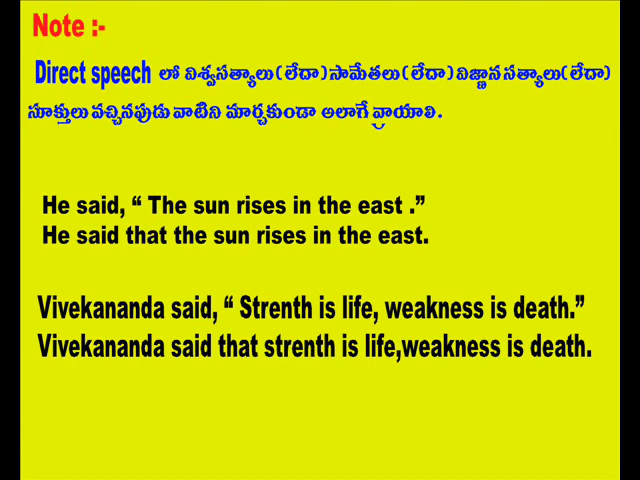 Note :-
Direct speech లో విశ్వసత్యాలు(లేదా)సామేతలు(లేదా)విజ్ఞానసత్యాలు(లేదా)
సూక్తులు వచ్చినపుడు వాటిని మార్చకుండా అలాగే వ్రాయాలి.
He said, “ The sun rises in the east .”
He said that the sun rises in the east.
Vivekananda said, “ Strenth is life, weakness is death.”
Vivekananda said that strenth is life,weakness is death.